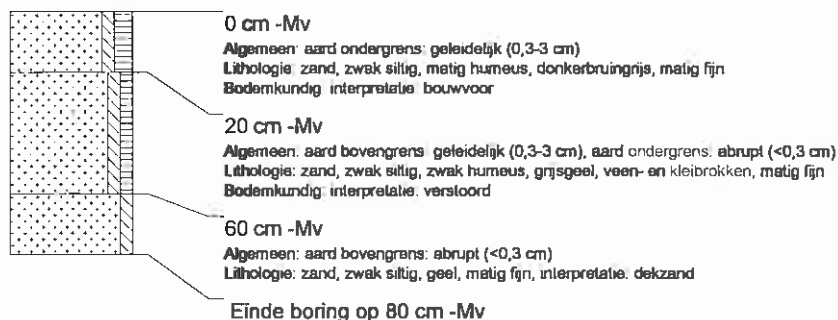 0 cm -Mv
Algemeen: aard ondergrens: geleidelijk (0,3-3 cm)
Lithologie: zand, zwak siltig, matig humeus, donkerbruingrijs, matig fijn
Bodemkundig: interpretatie: bouwvoor
20 cm -Mv
Algemeen: aard bovengrens: geleidelijk (0,3-3 cm), aard ondergrens: abrupt (<0,3 cm)
Lithologie: zand, zwak siltig, zwak humeus, grijsgeel, veen- en kleibrokken, matig fijn
Bodemkundig: interpretatie: verstoord
60 cm -Mv
Algemeen: aard bovengrens: abrupt (<0,3 cm)
Lithologie: zand, zwak siltig, geel, matig fijn, interpretatie: dekzand
Einde boring op 80 cm -Mv